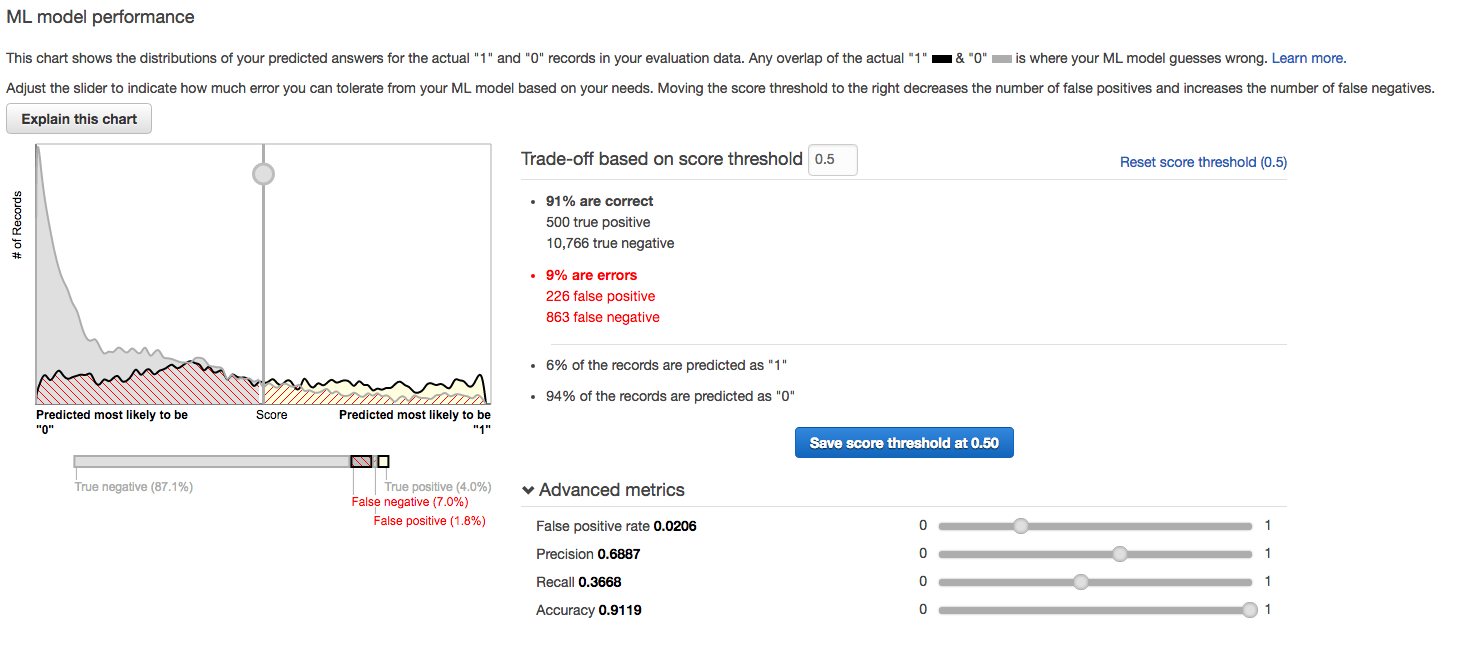 ML model performance
This chart shows the distributions of your predicted answers for the actual "1" and "0" records in your evaluation data. Any overlap of the actual "1" & "0" is where your ML model guesses wrong. Learn more.
Adjust the slider to indicate how much error you can tolerate from your ML model based on your needs. Moving the score threshold to the right decreases the number of false positives and increases the number of false negatives.
Explain this chart
# of Records
Predicted most likely to be "0"
Score
Predicted most likely to be "1"
True negative (87.1%)
True positive (4.0%)
False negative (7.0%)
False positive (1.8%)
Trade-off based on score threshold 0.5
Reset score threshold (0.5)
• 91% are correct
500 true positive
10,766 true negative
• 9% are errors
226 false positive
863 false negative
• 6% of the records are predicted as "1"
• 94% of the records are predicted as "0"
Save score threshold at 0.50
Advanced metrics
False positive rate 0.0206 0 1
Precision 0.6887 0 1
Recall 0.3668 0 1
Accuracy 0.9119 0 1